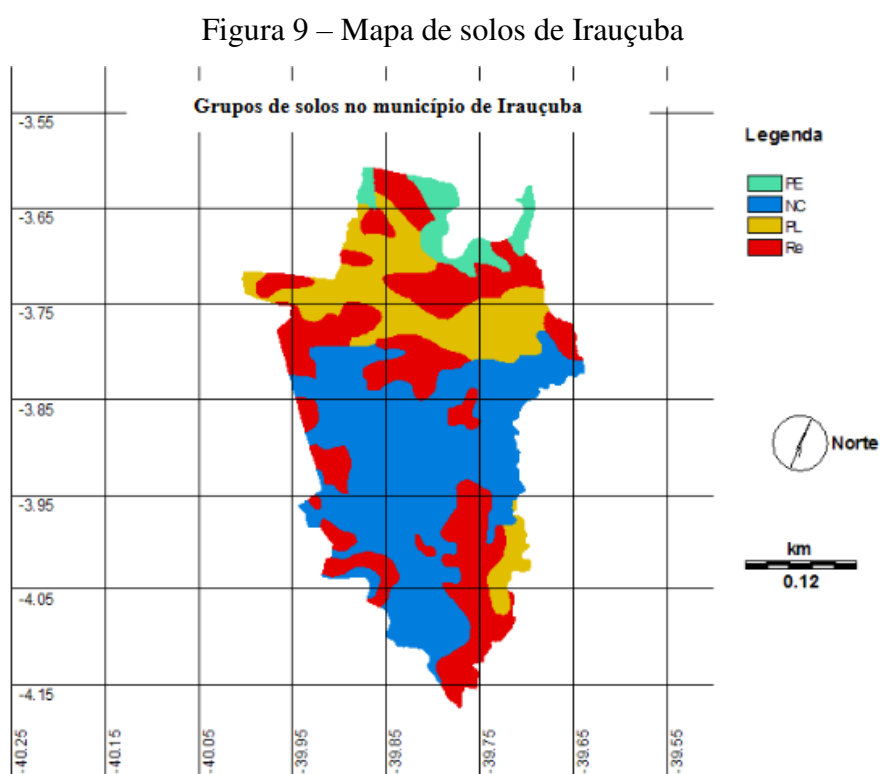 Figura 9 – Mapa de solos de Irauçuba
Grupos de solos no município de Irauçuba
-3.55
-3.65
-3.75
-3.85
-3.95
-4.05
-4.15
-40.25
-40.15
-40.05
-39.95
-39.85
-39.75
-39.65
-39.55
Legenda
PE
NC
PL
Re
Norte
km
0.12